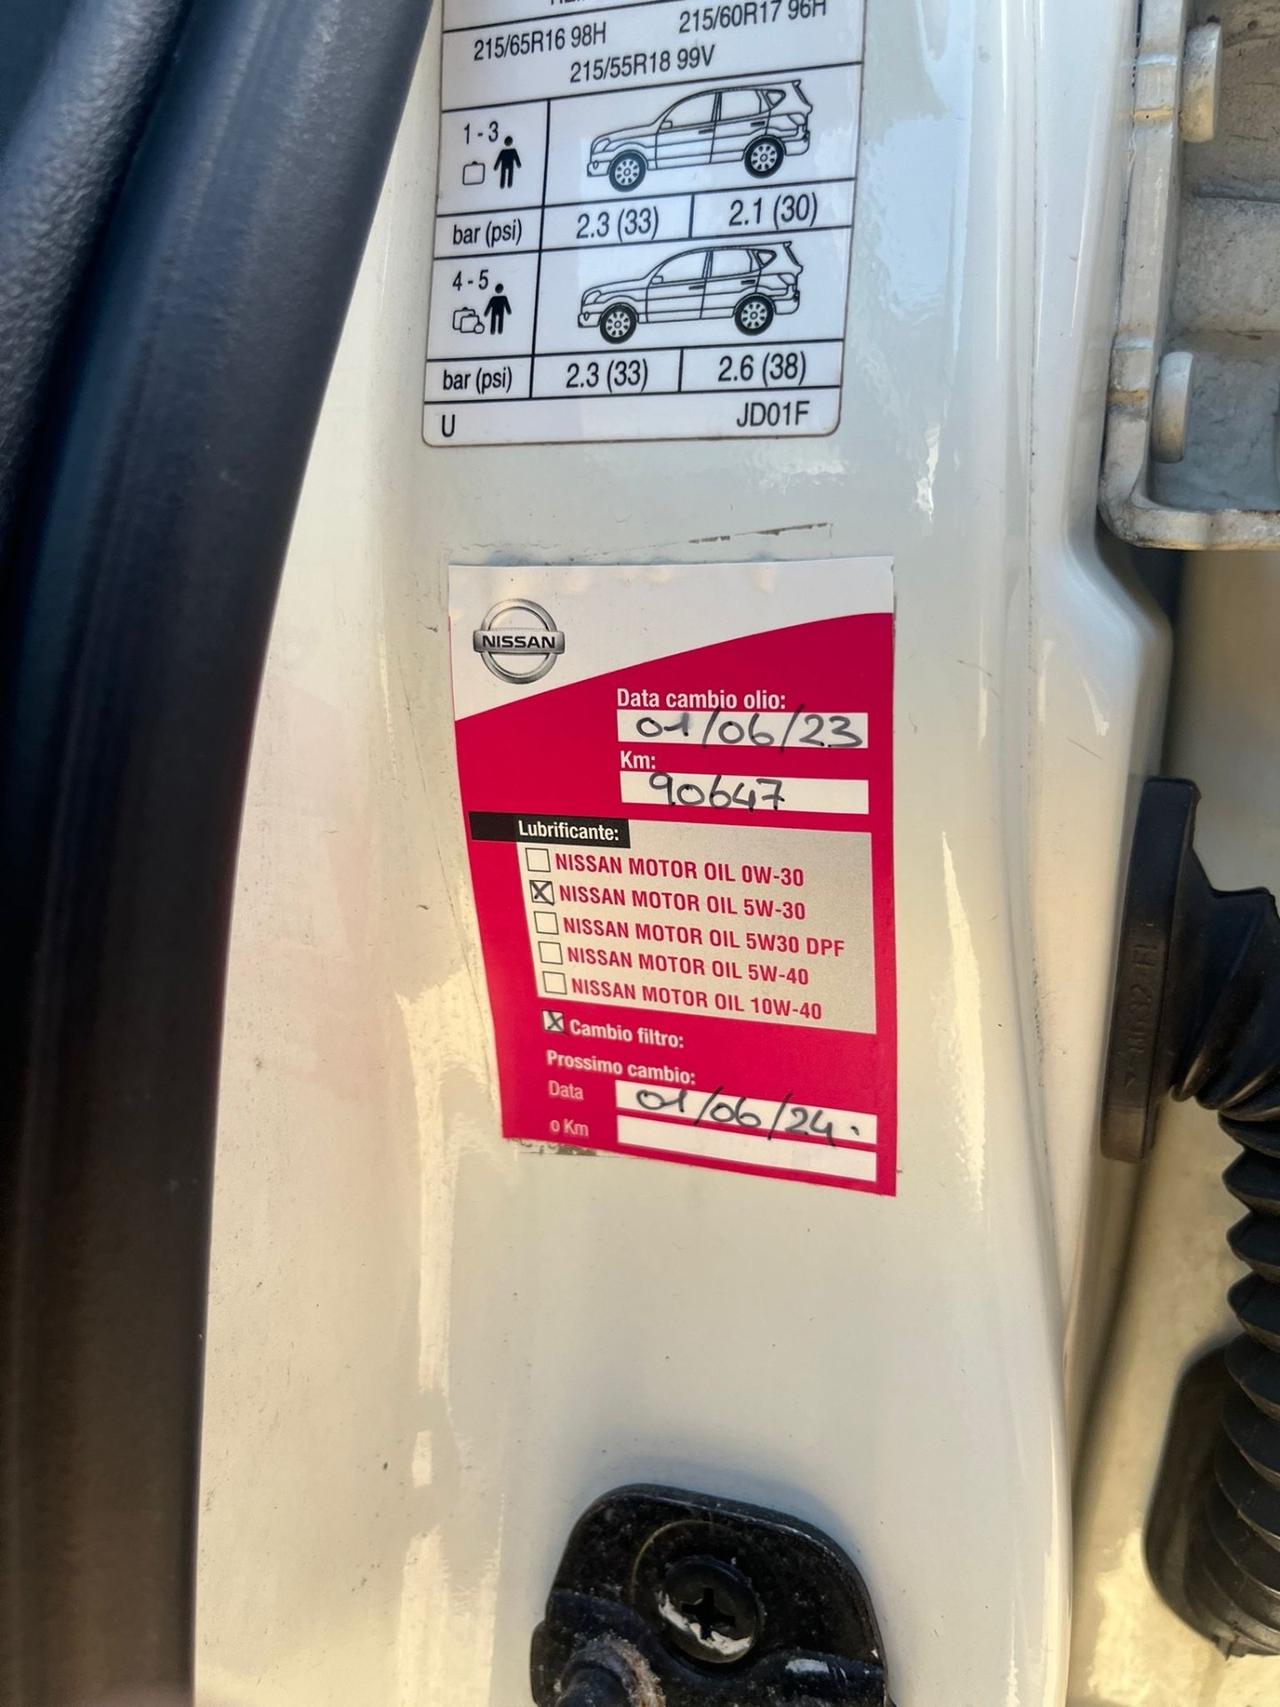 215/65R16 98H 215/60R17 96H
215/55R18 99V
1 - 3
bar (psi) 2.3 (33) 2.1 (30)
4 - 5
bar (psi) 2.3 (33) 2.6 (38)
U JD01F
NISSAN
Data cambio olio:
01/06/23
Km:
90647
Lubrificante:
NISSAN MOTOR OIL 0W-30
X NISSAN MOTOR OIL 5W-30
NISSAN MOTOR OIL 5W30 DPF
NISSAN MOTOR OIL 5W-40
NISSAN MOTOR OIL 10W-40
X Cambio filtro:
Prossimo cambio:
Data 01/06/24.
o Km